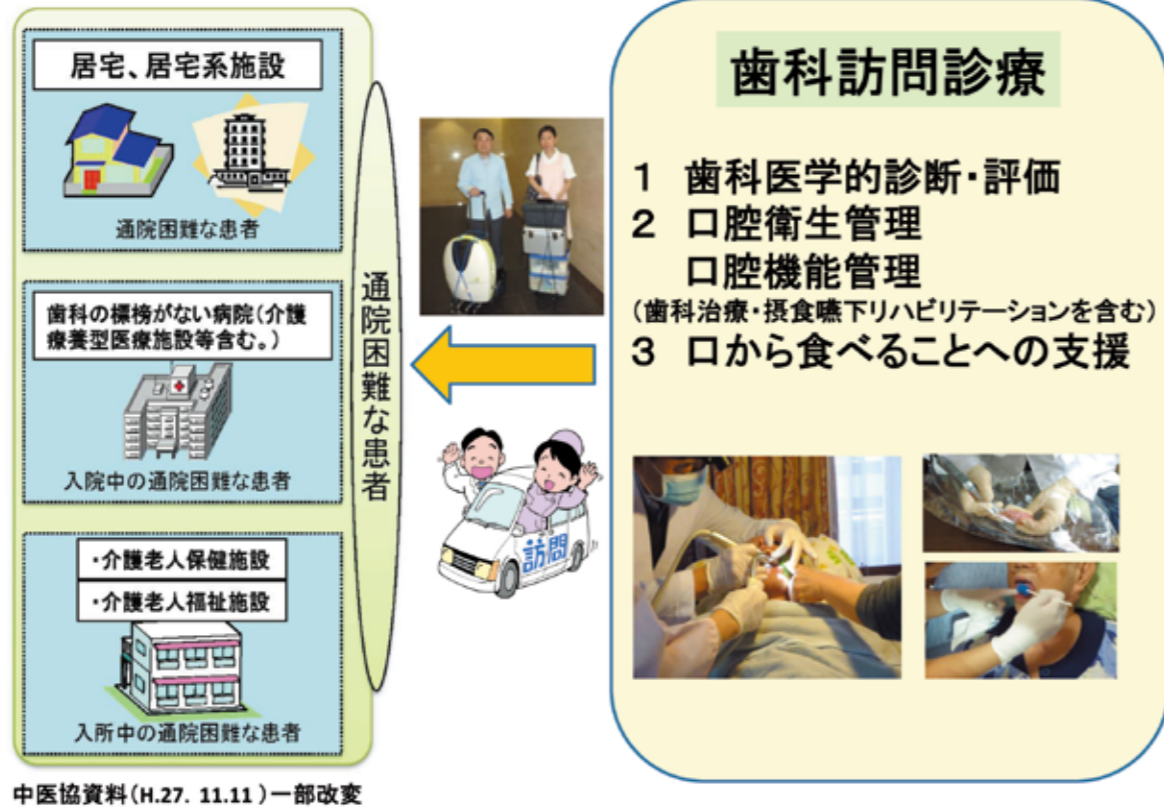 居宅、居宅系施設
通院困難な患者
歯科の標榜がない病院(介護
療養型医療施設等含む。)
入院中の通院困難な患者
・介護老人保健施設
・介護老人福祉施設
入所中の通院困難な患者
通院困難な患者
訪問
歯科訪問診療
1 歯科医学的診断・評価
2 口腔衛生管理
口腔機能管理
(歯科治療・摂食嚥下リハビリテーションを含む)
3 口から食べることへの支援
中医協資料(H.27. 11.11 )一部改変